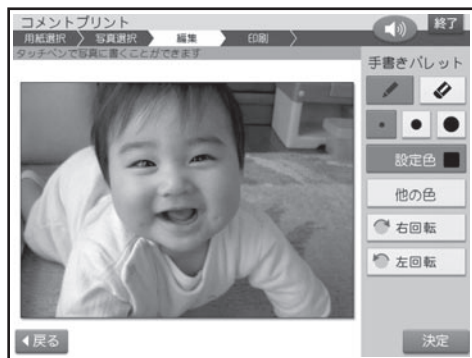 コメントプリント
終了
用紙選択 写真選択 編集 印刷
タッチペンで写真に書くことができます
手書きパレット
設定色
他の色
右回転
左回転
戻る
決定